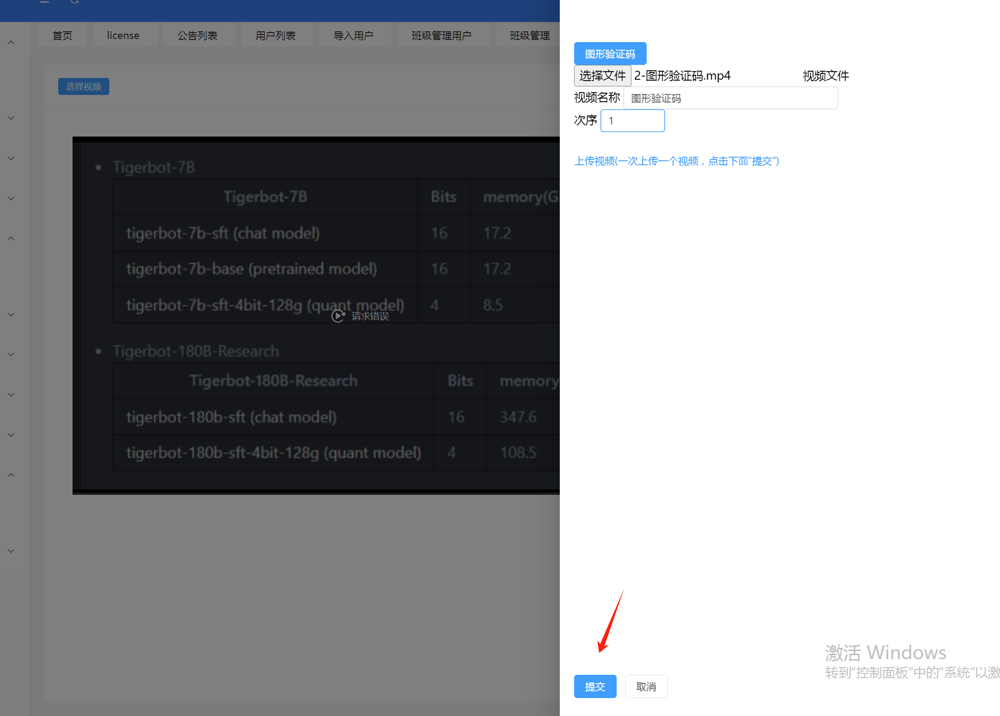 首页 license 公告列表 用户列表 导入用户 班级管理用户 班级管理
选择视频
Tigerbot-7B
Tigerbot-7B Bits memory(G
tigerbot-7b-sft (chat model) 16 17.2
tigerbot-7b-base (pretrained model) 16 17.2
tigerbot-7b-sft-4bit-128g (quant model) 4 8.5
请求错误
Tigerbot-180B-Research
Tigerbot-180B-Research Bits memory
tigerbot-180b-sft (chat model) 16 347.6
tigerbot-180b-sft-4bit-128g (quant model) 4 108.5
图形验证码
选择文件 2-图形验证码.mp4 视频文件
视频名称 图形验证码
次序 1
上传视频(一次上传一个视频，点击下面“提交”)
激活 Windows
转到“控制面板”中的“系统”以激
提交 取消